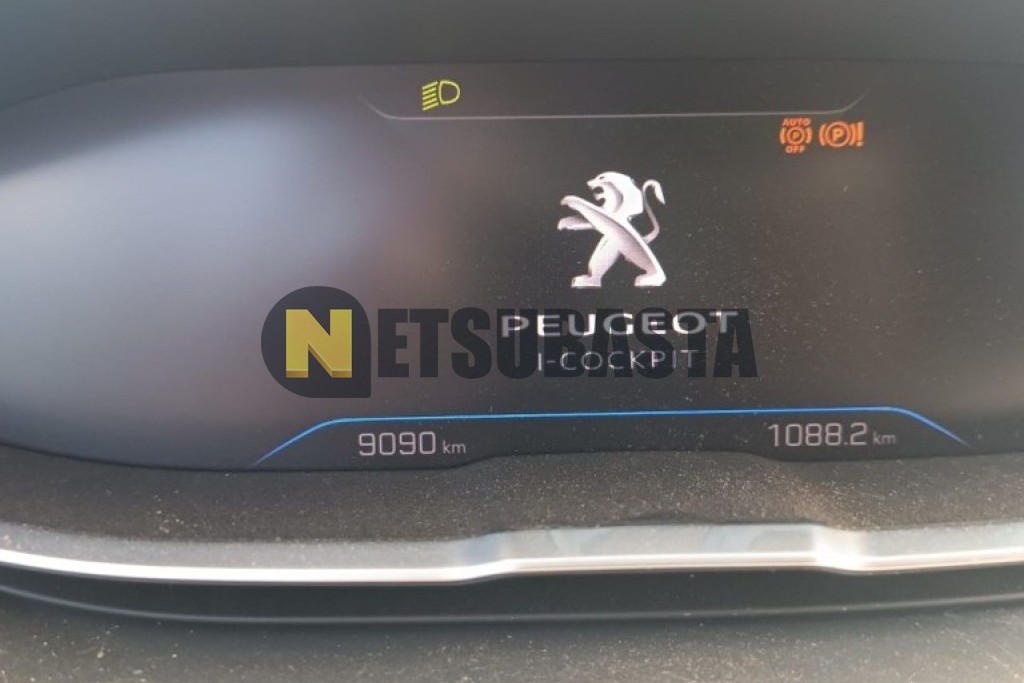 AUTO
P P !
OFF
PEUGEOT
I-COCKPIT
NETSUBASTA
9090 km 1088.2 km